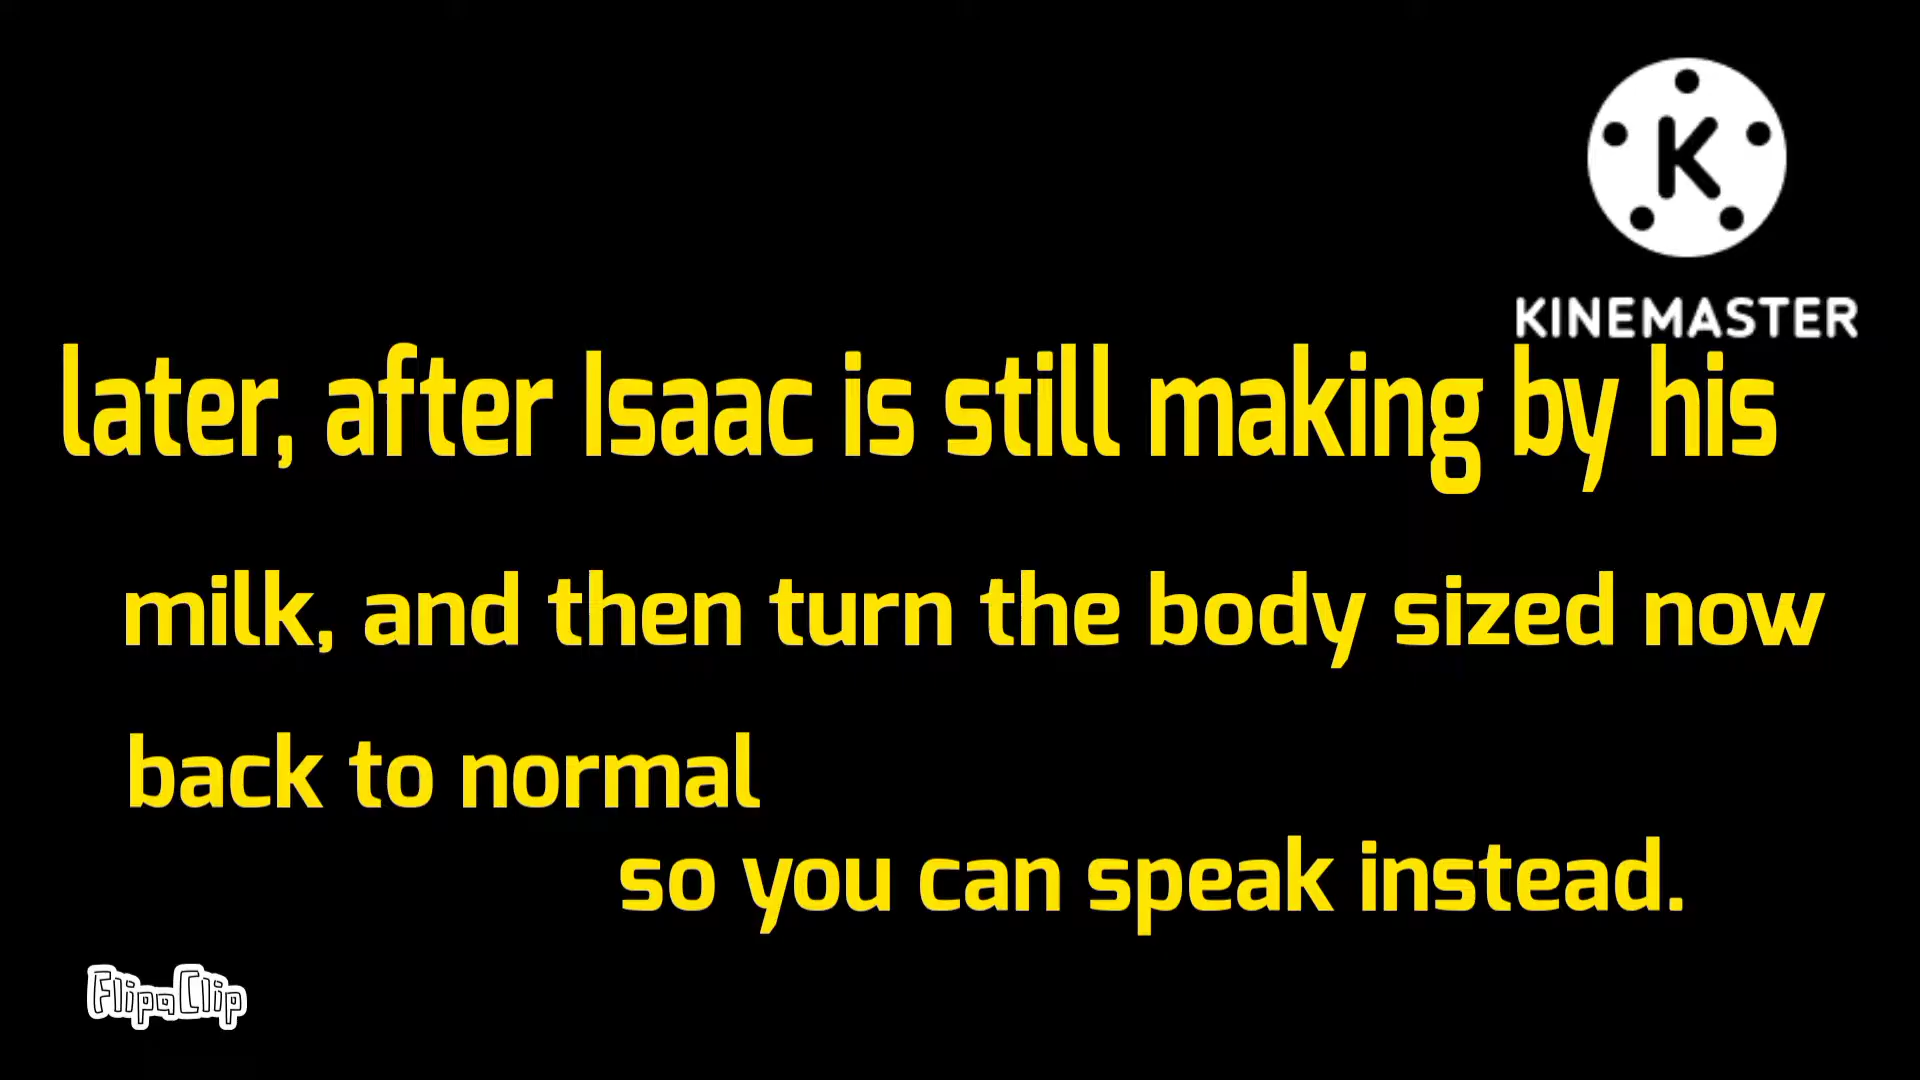 KINEMASTER
later, after Isaac is still making by his
milk, and then turn the body sized now
back to normal
so you can speak instead.
FlipaClip